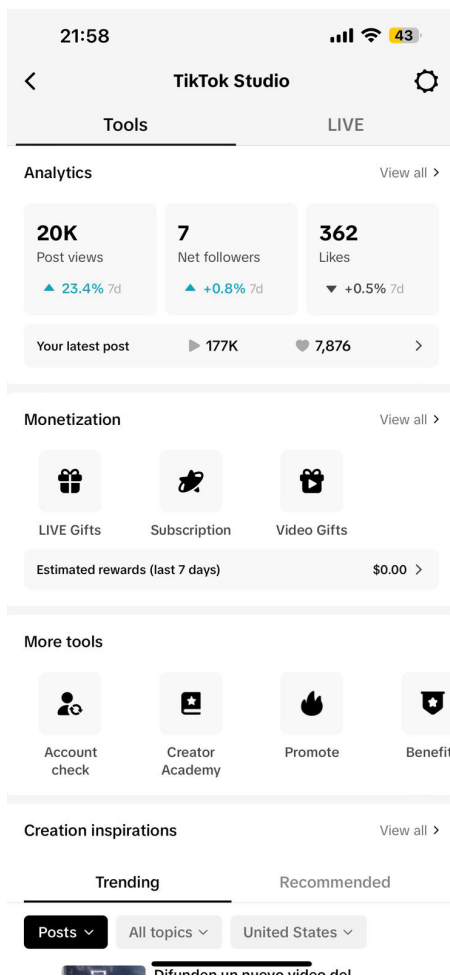 21:58
43
TikTok Studio
Tools
LIVE
Analytics
View all >
20K
7
362
Post views
Net followers
Likes
▲ 23.4% 7d
▲ +0.8% 7d
▼ +0.5% 7d
Your latest post
177K
7,876
Monetization
View all >
LIVE Gifts
Subscription
Video Gifts
Estimated rewards (last 7 days)
$0.00 >
More tools
Account
check
Creator
Academy
Promote
Benefit
Creation inspirations
View all >
Trending
Recommended
Posts
All topics
United States
Difunden un nuevo video del